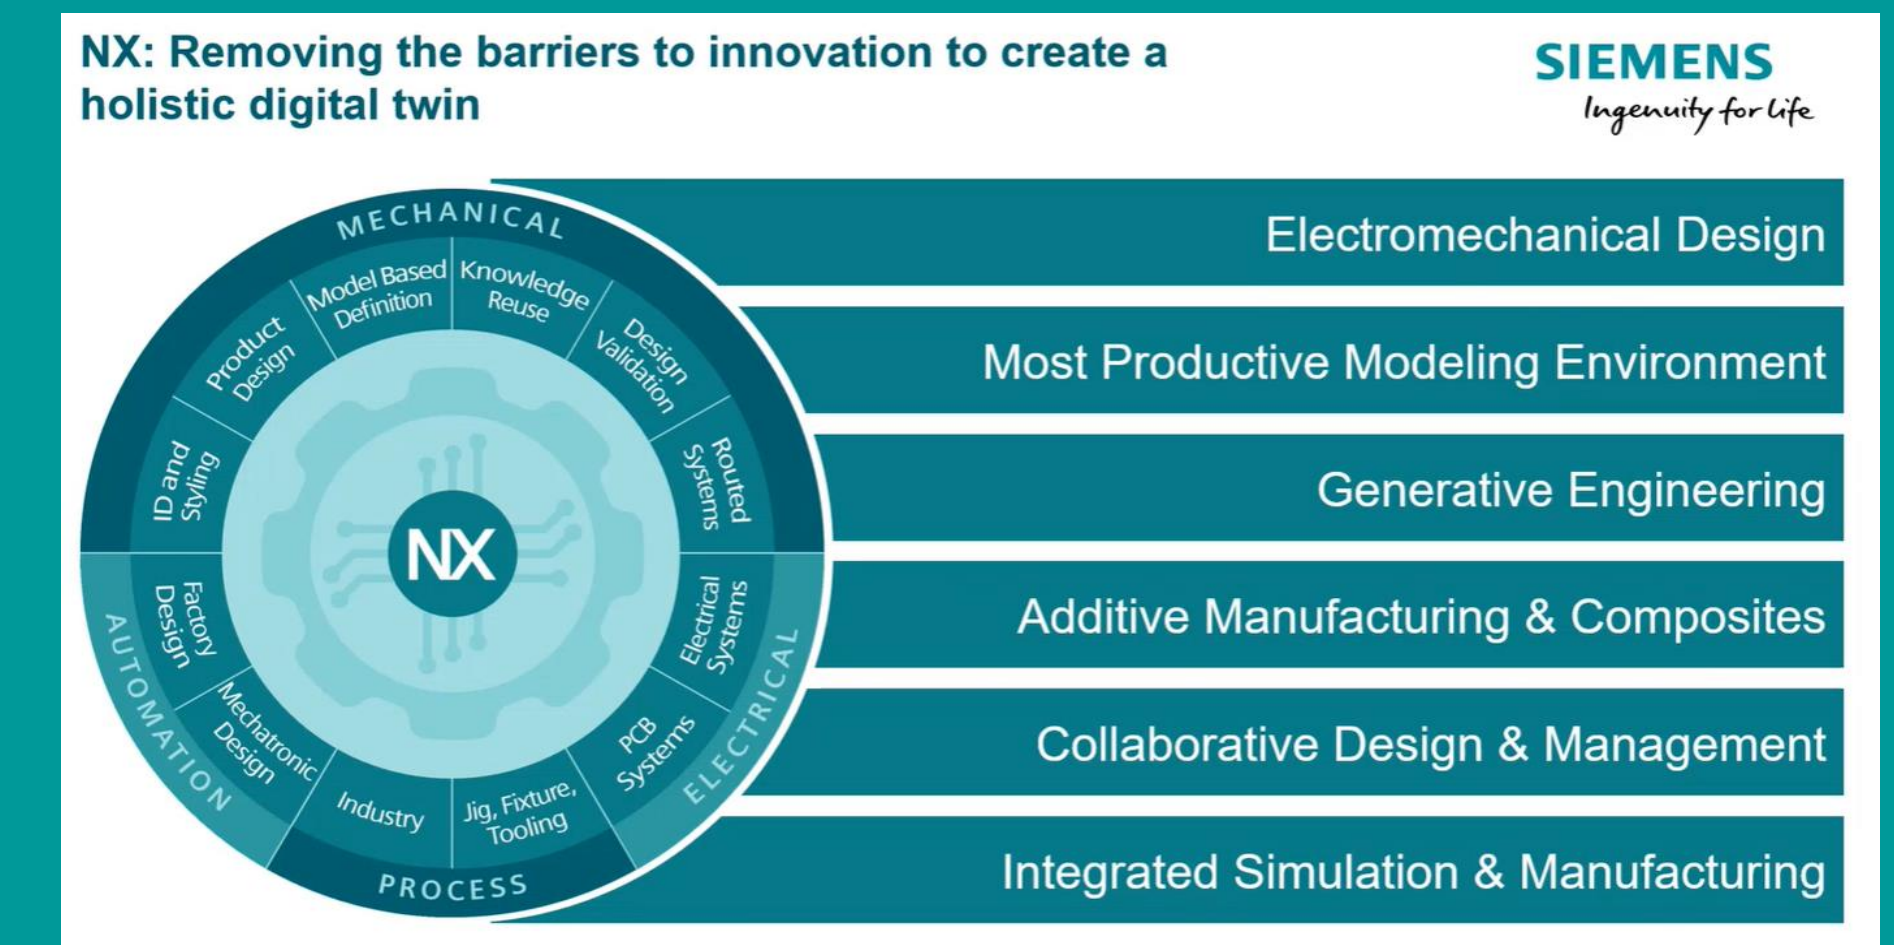 NX: Removing the barriers to innovation to create a
holistic digital twin
SIEMENS
Ingenuity for life
MECHANICAL
ID and
Styling
Product
Design
Model Based
Definition
Knowledge
Reuse
Design
Validation
Routed
Systems
ELECTRICAL
Electrical
Systems
PCB
Systems
PROCESS
Jig, Fixture,
Tooling
Industry
AUTOMATION
Mechatronic
Design
Factory
Design
NX
Electromechanical Design
Most Productive Modeling Environment
Generative Engineering
Additive Manufacturing & Composites
Collaborative Design & Management
Integrated Simulation & Manufacturing